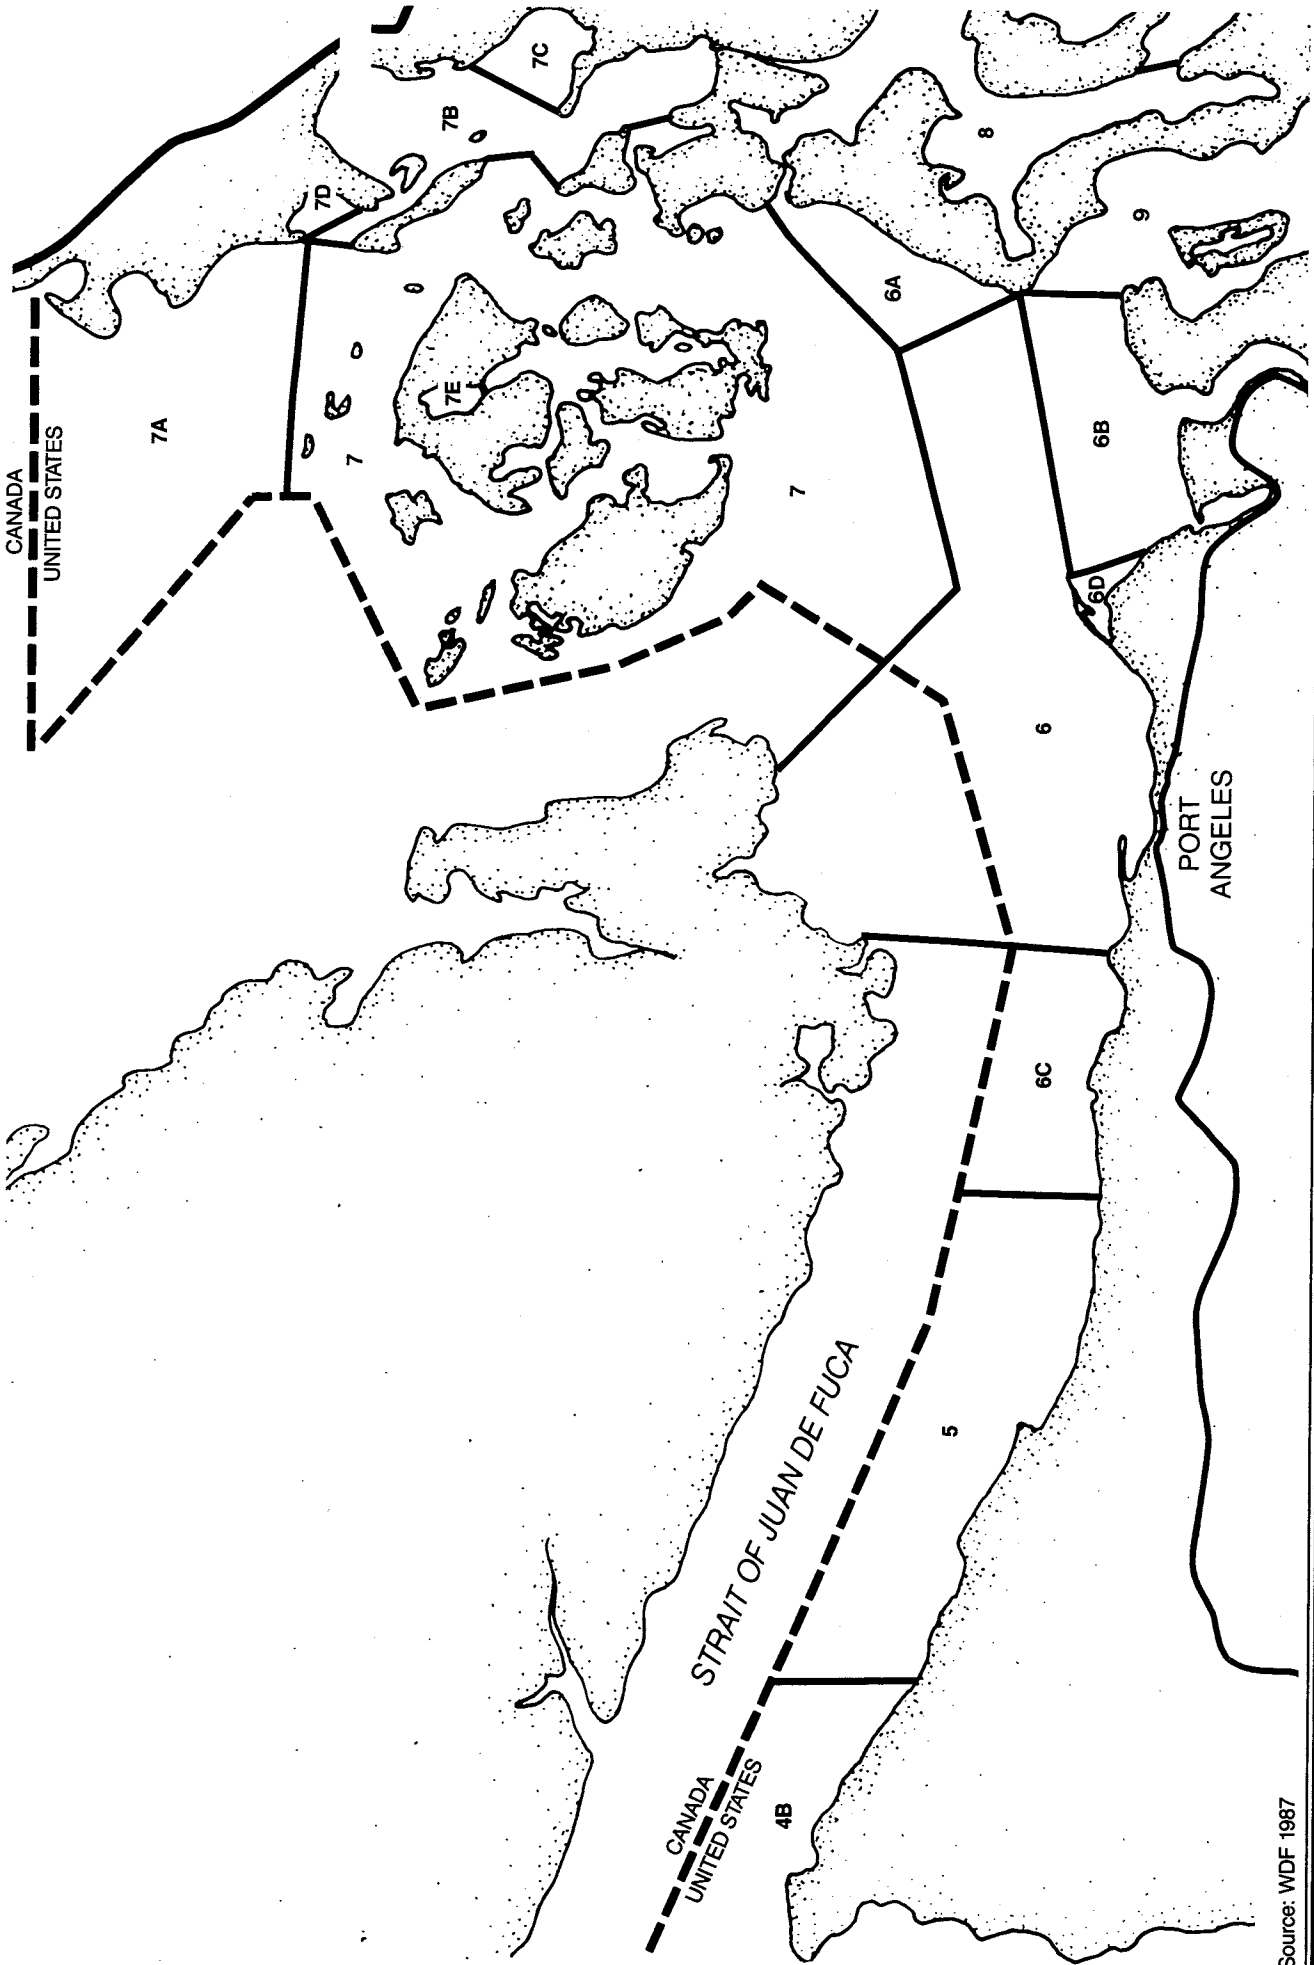 CANADA
UNITED STATES
7A
7D
7B
7C
7
7E
7
6A
8
9
6B
6D
6
PORT
ANGELES
6C
5
STRAIT OF JUAN DE FUCA
CANADA
UNITED STATES
4B
Source: WDF 1987